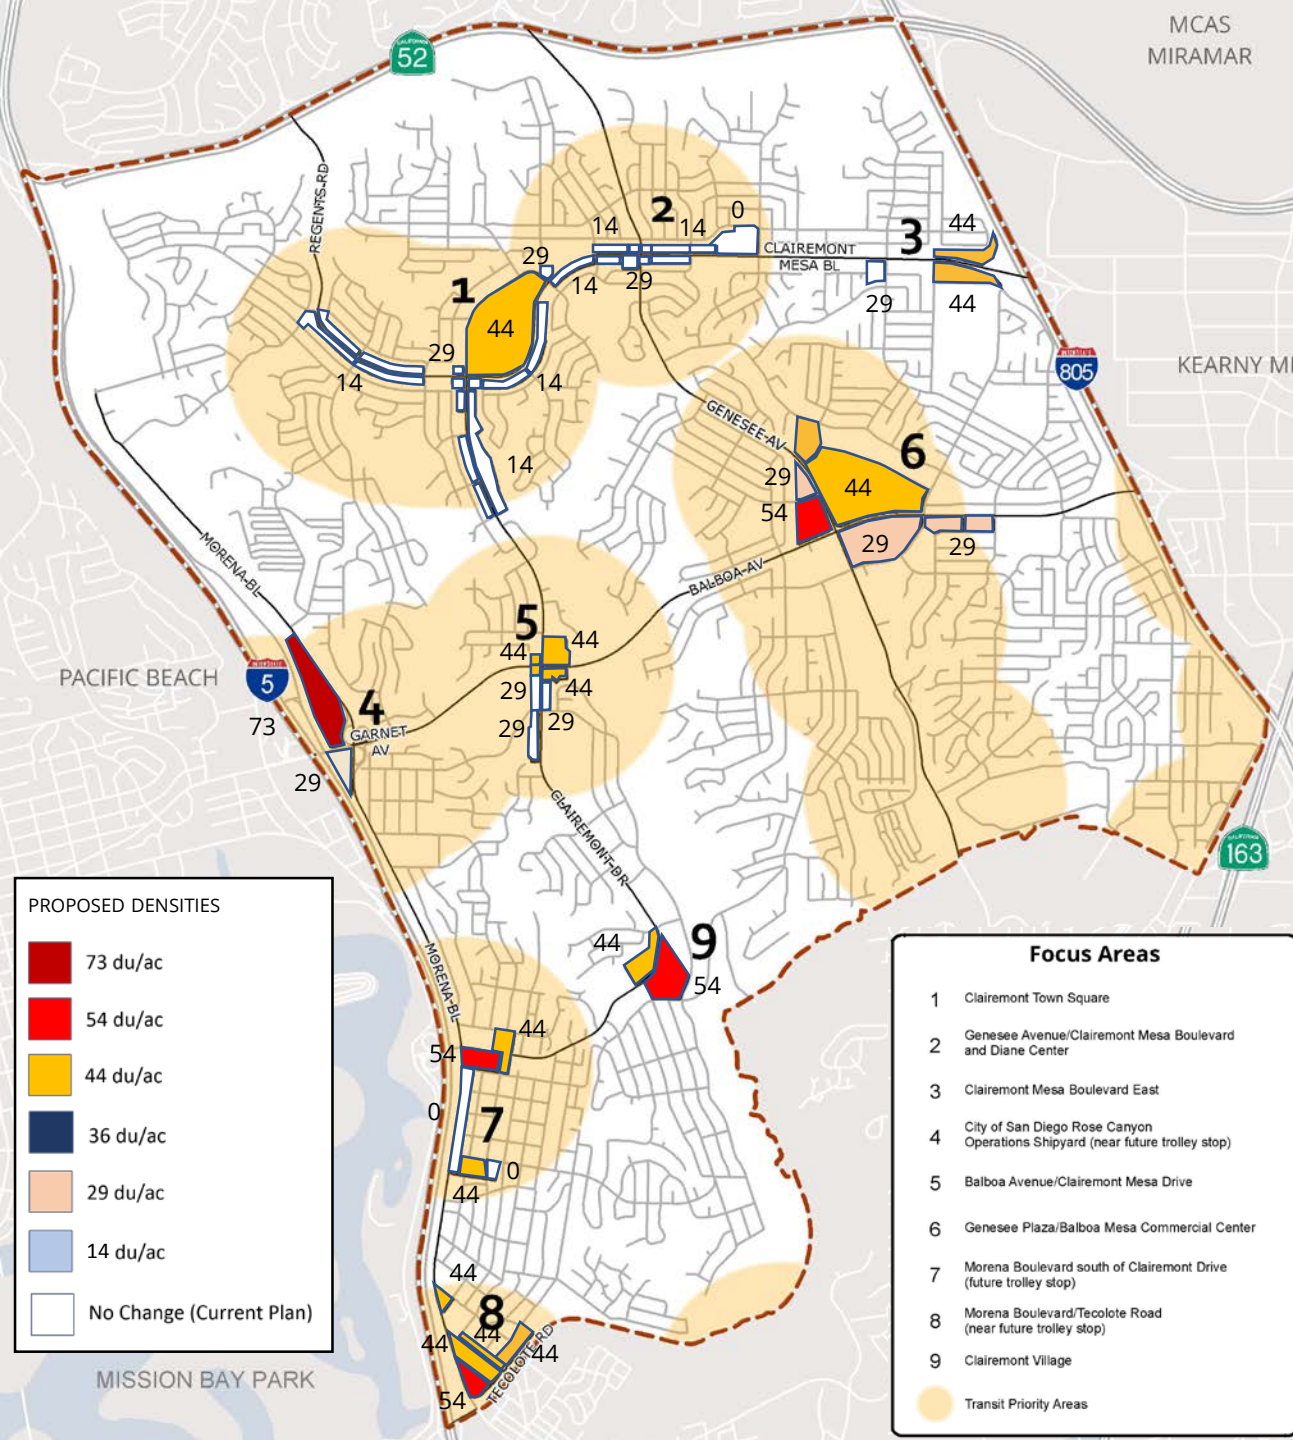 MCAS
MIRAMAR
CALIFORNIA
52
REGENTS RD
2
0
14
14
3
44
CLAIREMONT
MESA BL
29
14
29
29
44
1
44
29
14
14
INTERSTATE
805
KEARNY ME
GENESEE AV
6
29
44
54
29
29
14
MORENA BL
BALBOA AV
5
44
44
44
29
29
29
PACIFIC BEACH
INTERSTATE
5
73
4
GARNET
AV
29
CLAIREMONT DR
CALIFORNIA
163
MORENA BL
44
9
54
44
54
0
7
0
44
44
8
44
44
44
54
TECOLOTE RD
MISSION BAY PARK
PROPOSED DENSITIES
73 du/ac
54 du/ac
44 du/ac
36 du/ac
29 du/ac
14 du/ac
No Change (Current Plan)
Focus Areas
1 Clairemont Town Square
2 Genesee Avenue/Clairemont Mesa Boulevard
and Diane Center
3 Clairemont Mesa Boulevard East
4 City of San Diego Rose Canyon
Operations Shipyard (near future trolley stop)
5 Balboa Avenue/Clairemont Mesa Drive
6 Genesee Plaza/Balboa Mesa Commercial Center
7 Morena Boulevard south of Clairemont Drive
(future trolley stop)
8 Morena Boulevard/Tecolote Road
(near future trolley stop)
9 Clairemont Village
Transit Priority Areas